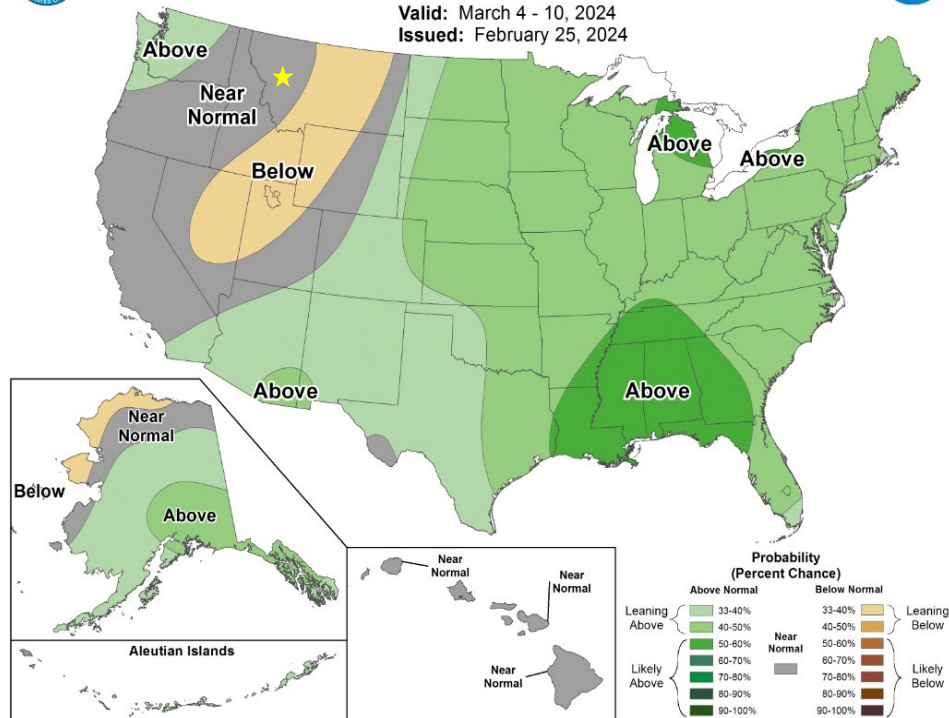 Valid: March 4 - 10, 2024
Issued: February 25, 2024
Above
Near
Normal
Below
Above
Above
Above
Above
Near
Normal
Below
Above
Aleutian Islands
Near
Normal
Near
Normal
Near
Normal
Probability
(Percent Chance)
Above Normal
Below Normal
Leaning
Above
33-40%
40-50%
Likely
Above
50-60%
60-70%
70-80%
80-90%
90-100%
Near
Normal
33-40%
40-50%
Leaning
Below
50-60%
60-70%
70-80%
80-90%
90-100%
Likely
Below